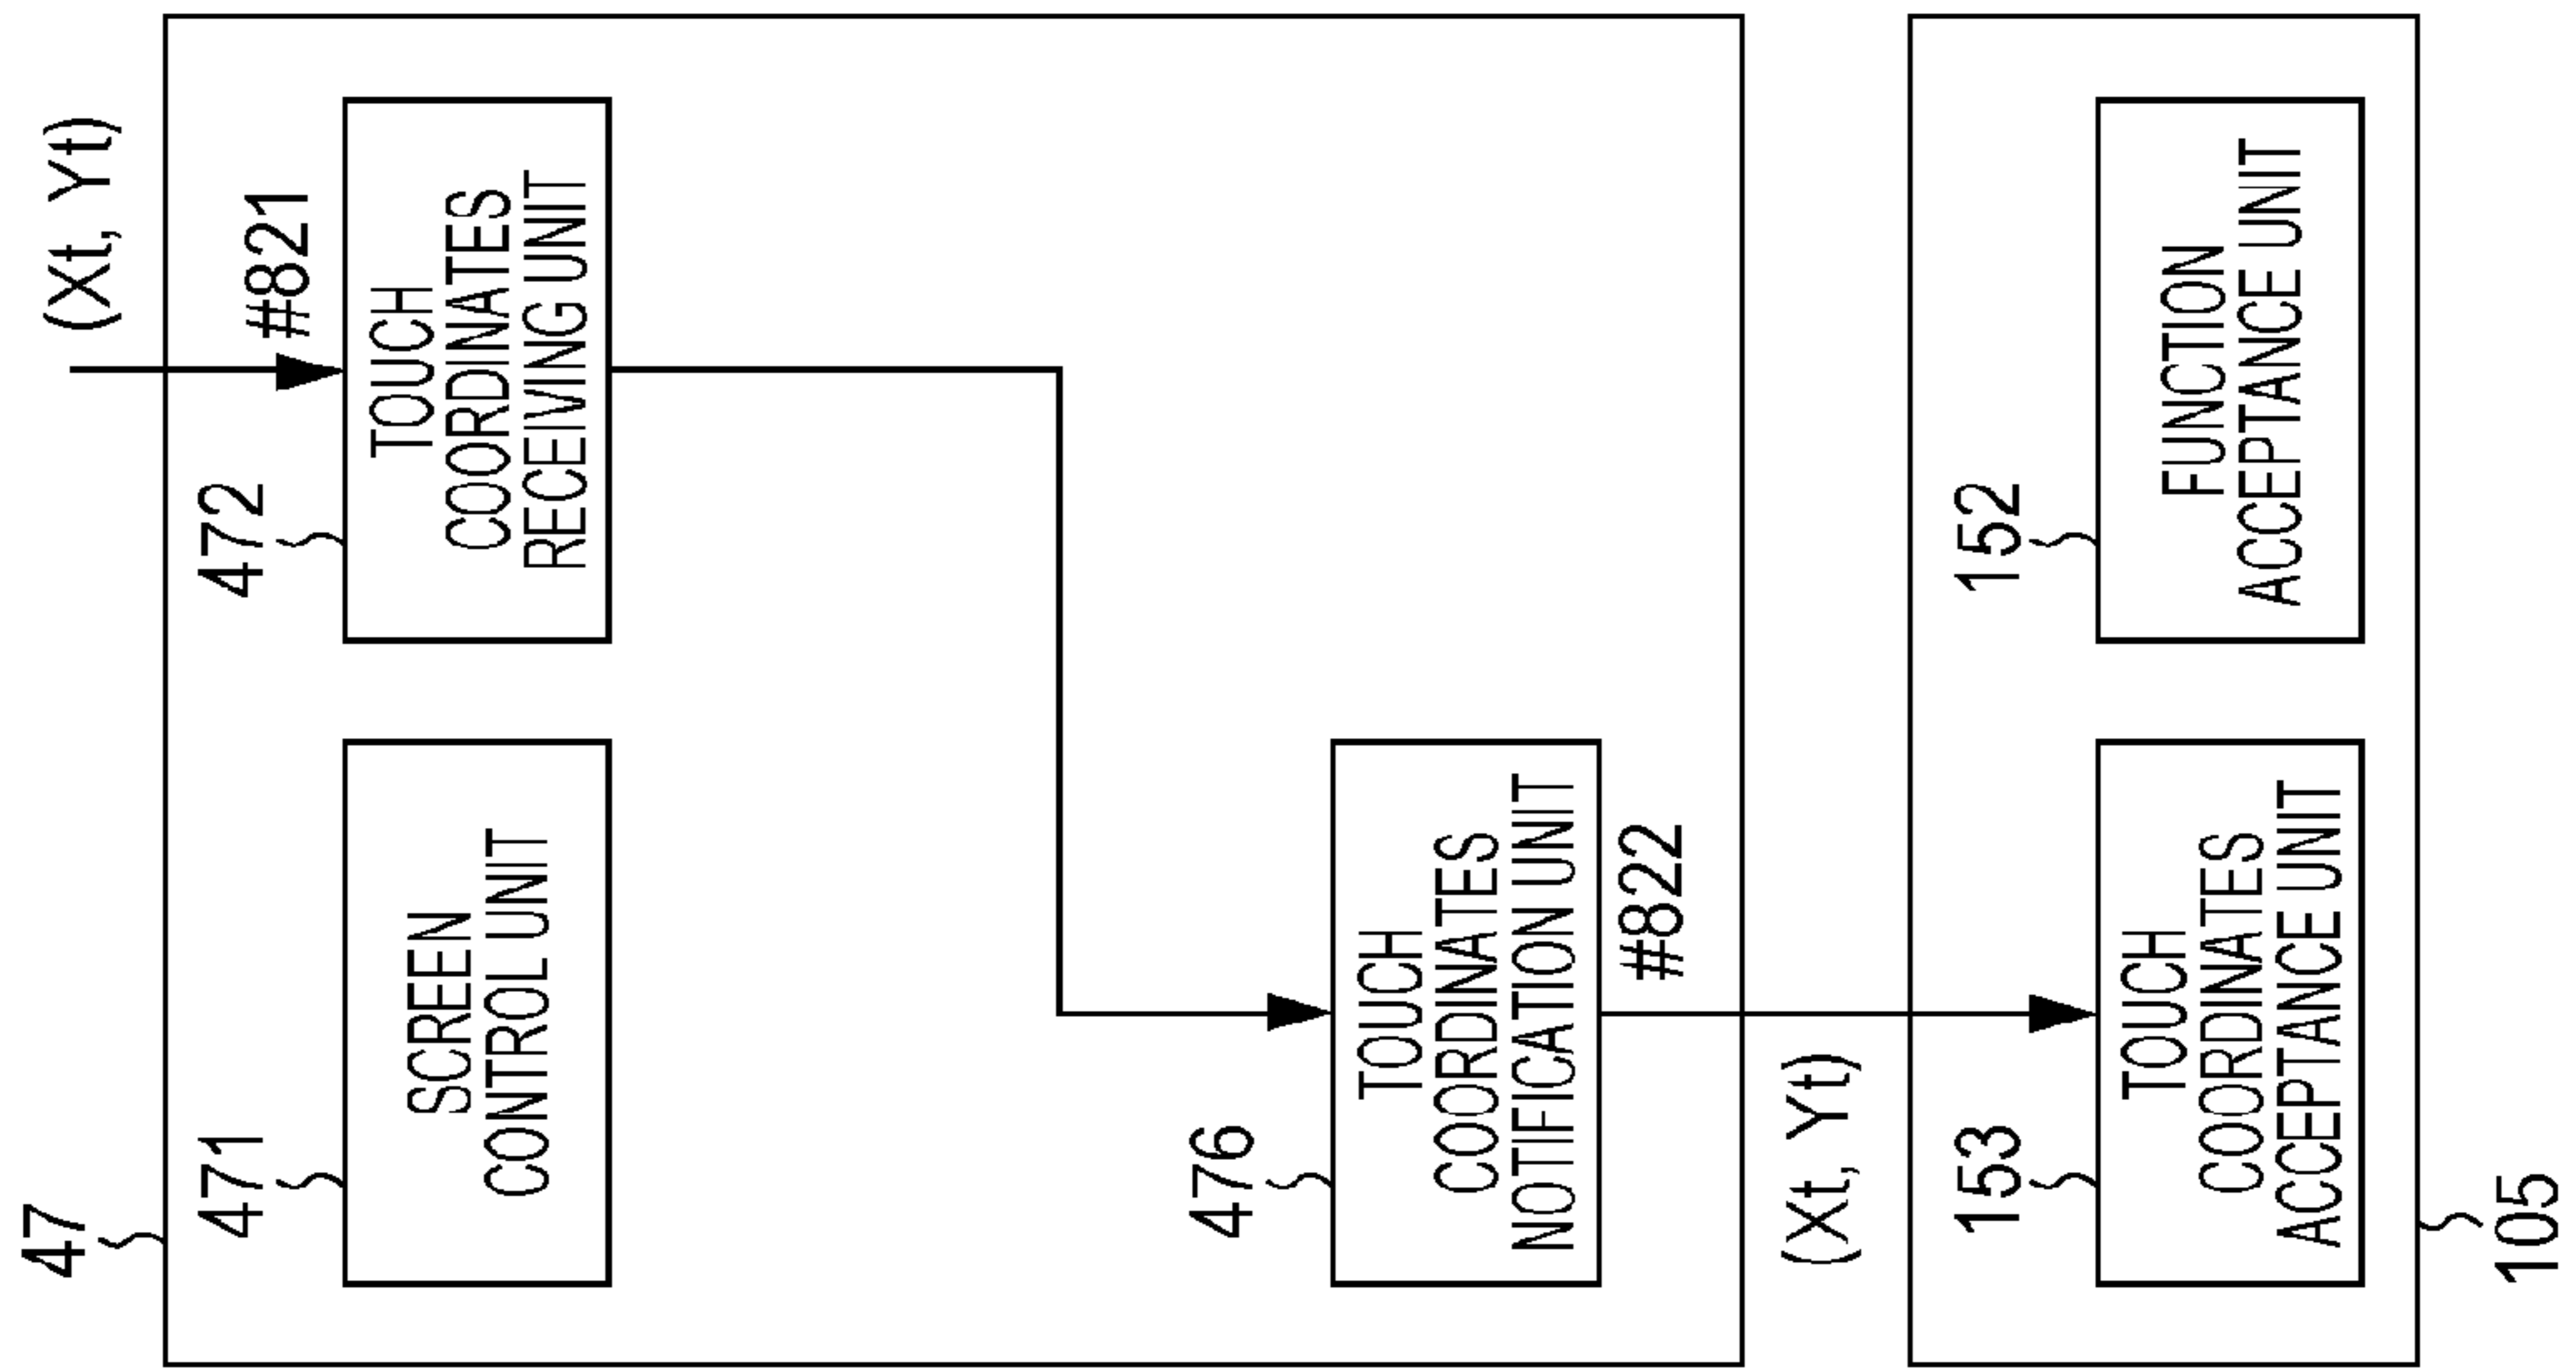 47
471
SCREEN
CONTROL UNIT
472
TOUCH
COORDINATES
RECEIVING UNIT
#821
(Xt, Yt)
476
TOUCH
COORDINATES
NOTIFICATION UNIT
#822
(Xt, Yt)
153
TOUCH
COORDINATES
ACCEPTANCE UNIT
152
FUNCTION
ACCEPTANCE UNIT
105